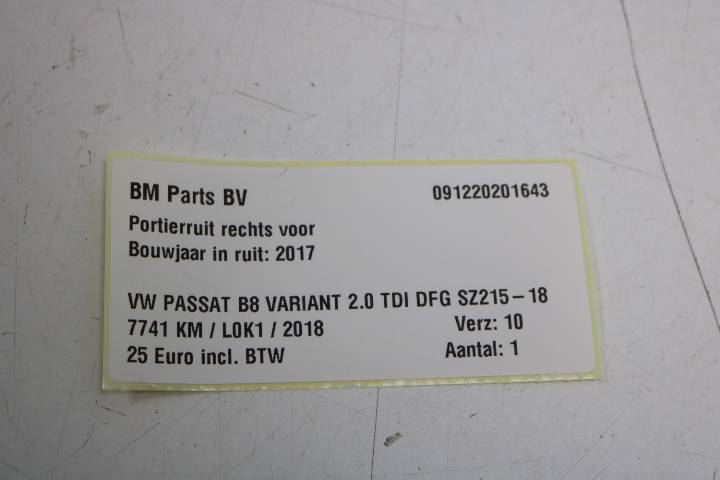 BM Parts BV 091220201643
Portierruit rechts voor
Bouwjaar in ruit: 2017
VW PASSAT B8 VARIANT 2.0 TDI DFG SZ215-18
7741 KM / L0K1 / 2018 Verz: 10
25 Euro incl. BTW Aantal: 1